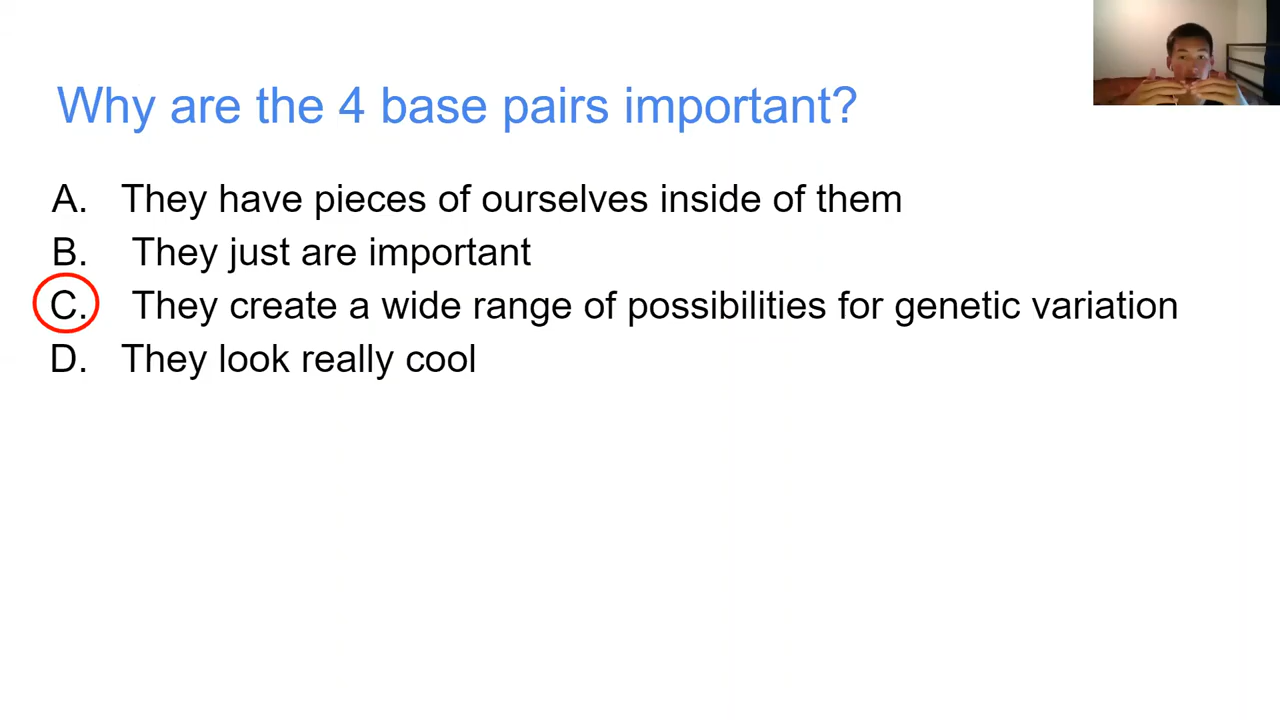 Why are the 4 base pairs important?
A. They have pieces of ourselves inside of them
B. They just are important
C. They create a wide range of possibilities for genetic variation
D. They look really cool